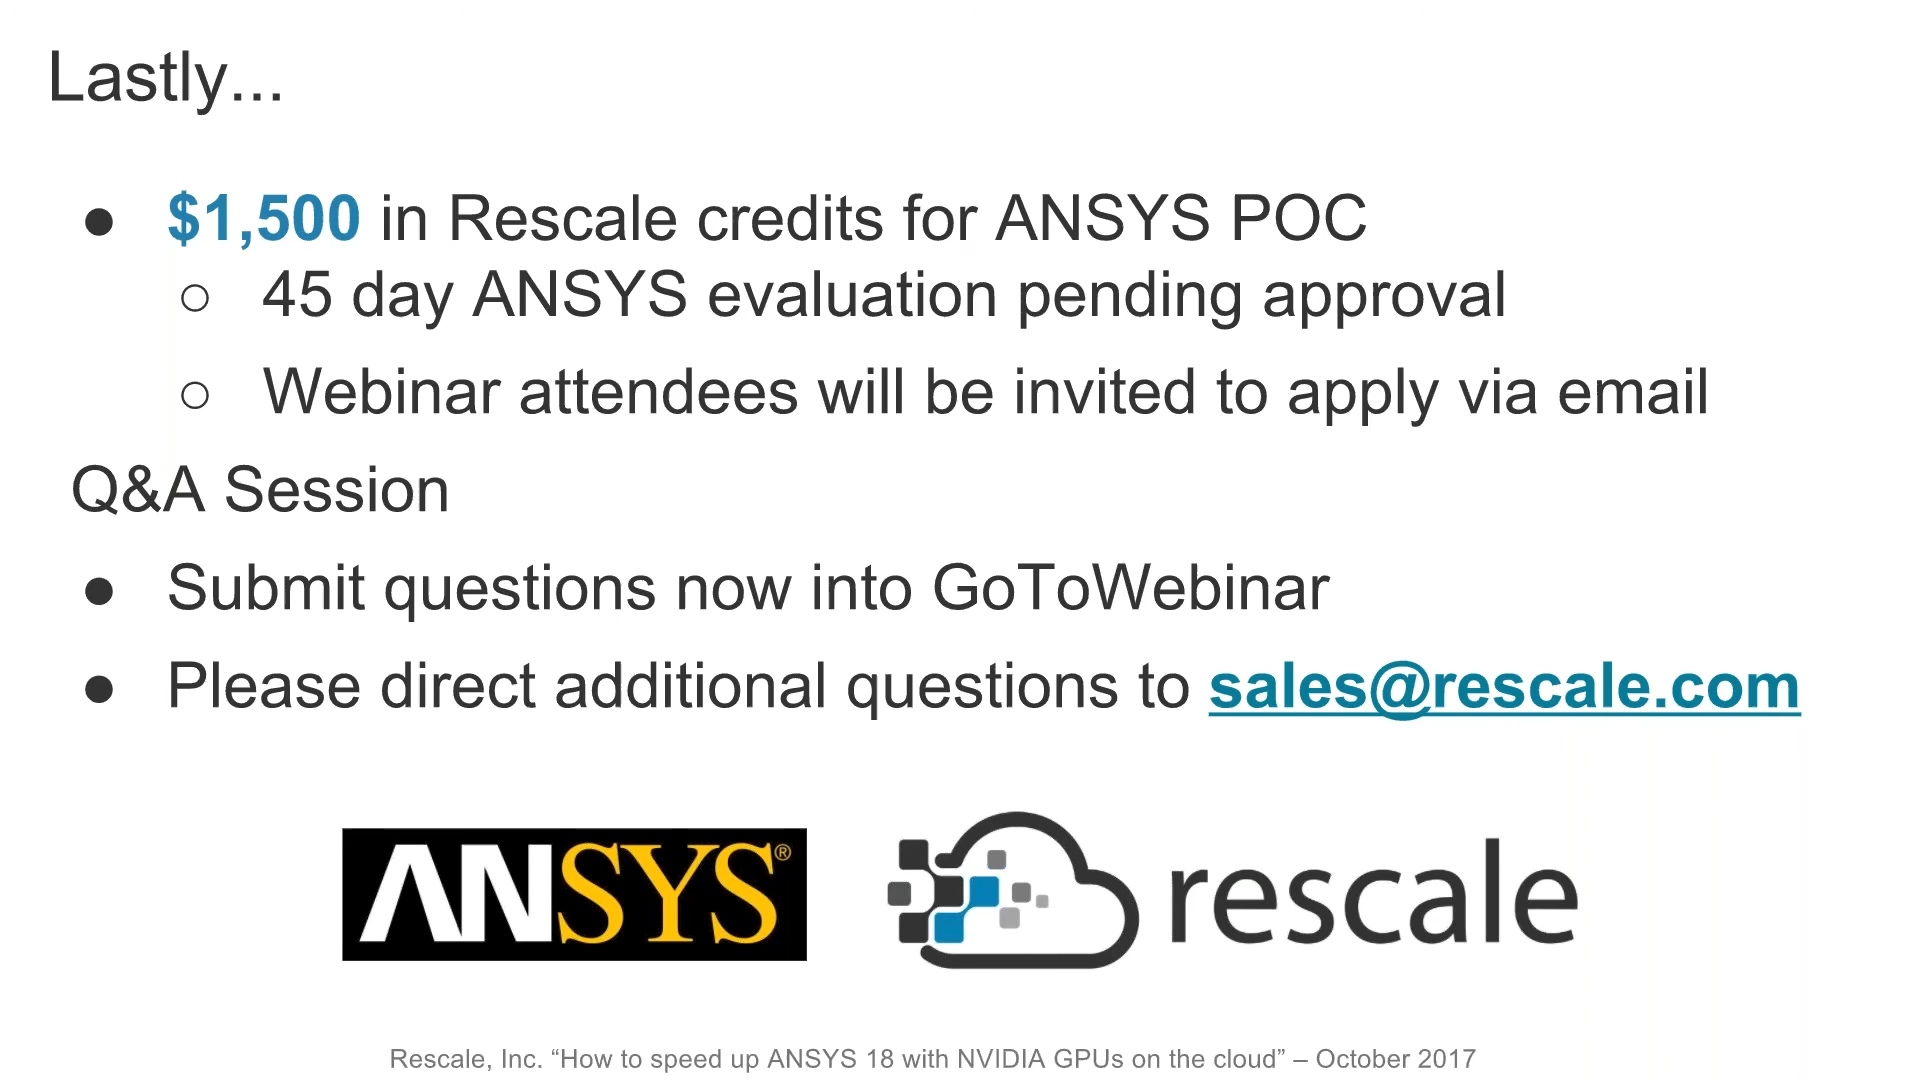 Lastly...
● $1,500 in Rescale credits for ANSYS POC
○ 45 day ANSYS evaluation pending approval
○ Webinar attendees will be invited to apply via email
Q&A Session
● Submit questions now into GoToWebinar
● Please direct additional questions to sales@rescale.com
ANSYS®
rescale
Rescale, Inc. “How to speed up ANSYS 18 with NVIDIA GPUs on the cloud” – October 2017